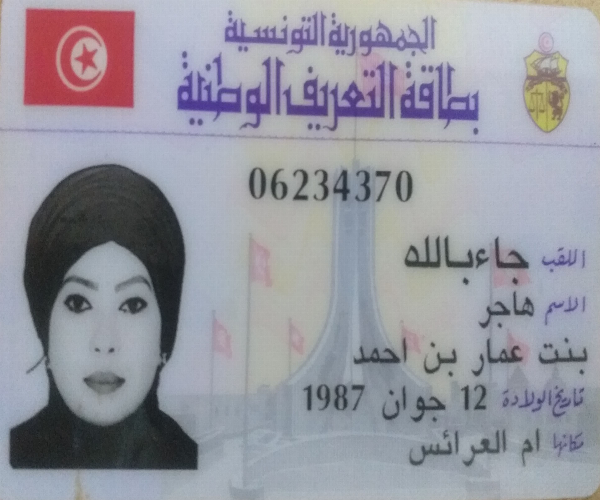 الجمهورية التونسية
بطاقة التعريف الوطنية
06234370
اللقب جاءبالله
الاسم هاجر
بنت عمار بن احمد
تاريخ الولادة 12 جوان 1987
مكانها ام العرائس